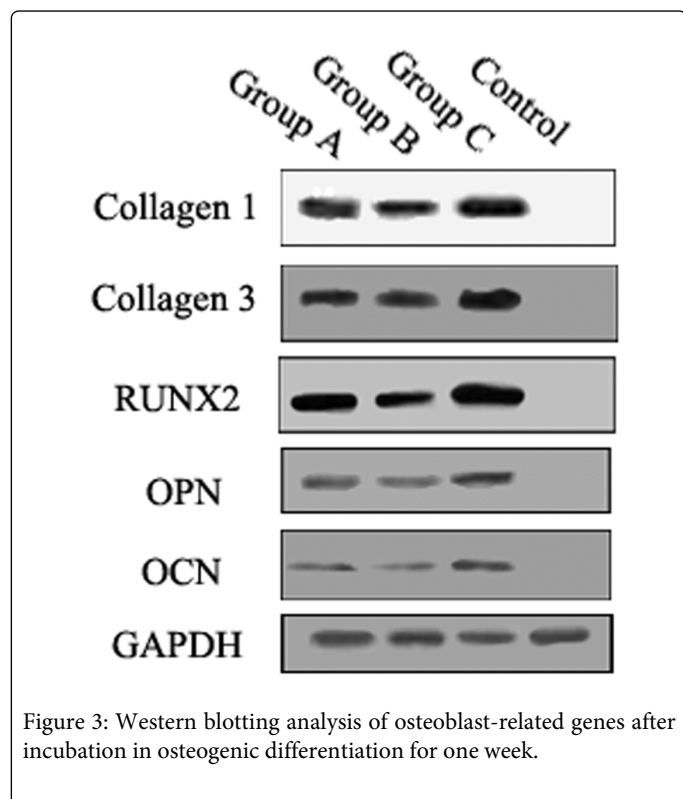 Group A
Group B
Group C
Control
Collagen 1
Collagen 3
RUNX2
OPN
OCN
GAPDH
Figure 3: Western blotting analysis of osteoblast-related genes after
incubation in osteogenic differentiation for one week.